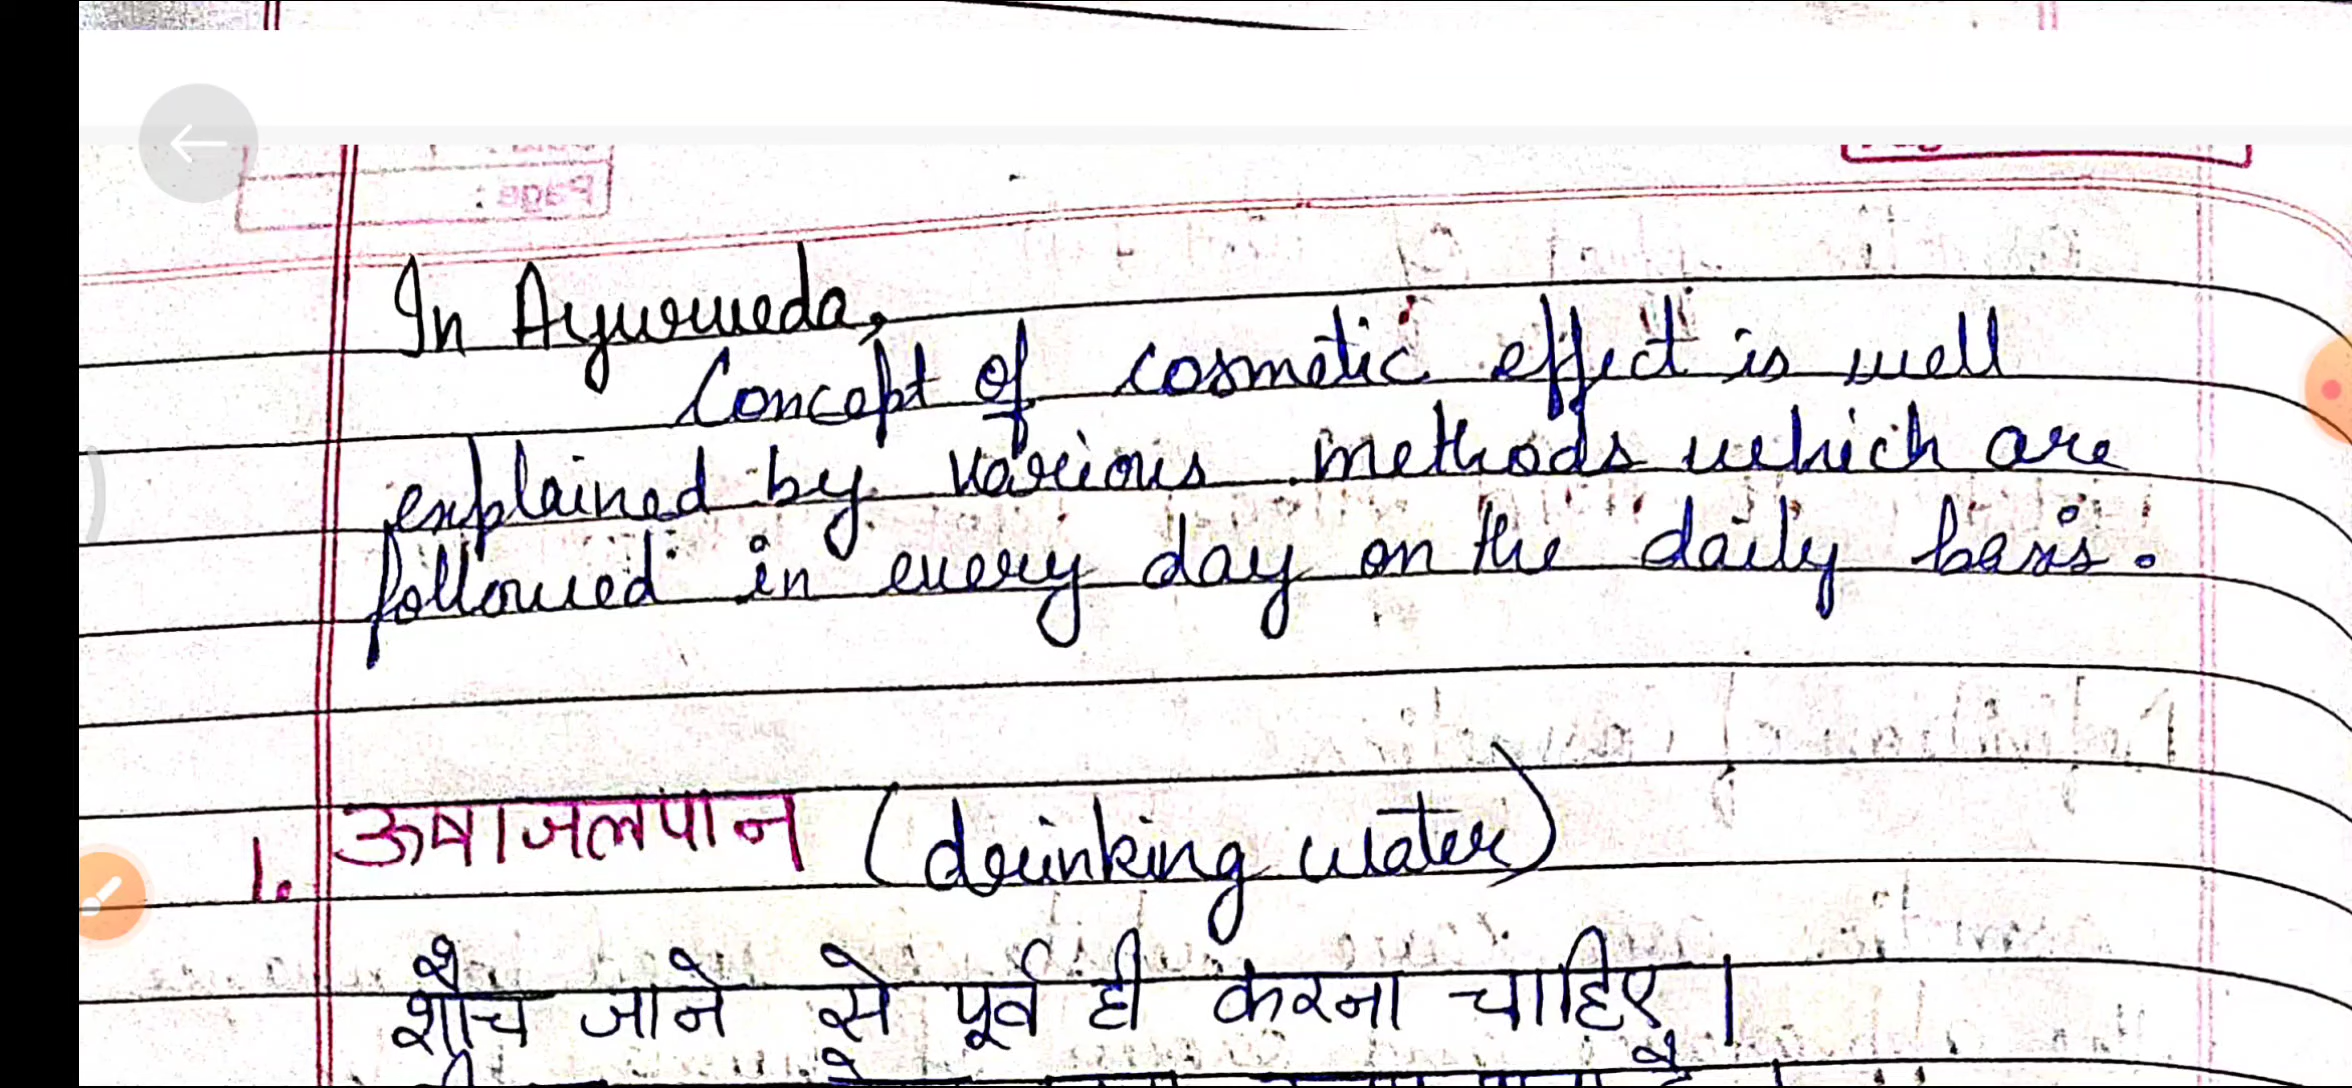 Page :
In Ayurveda,
Concept of cosmetic effect is well
explained by various methods which are
followed in every day on the daily basis.
1. ऊषाजलपान (drinking water)
शौच जाने से पूर्व ही करना चाहिए।